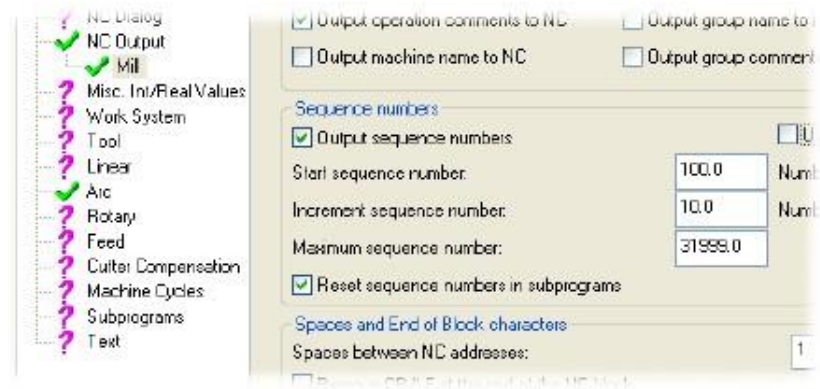 NC Dialog
NC Output
Mill
Misc. Int/Real Values
Work System
Tool
Linear
Arc
Rotary
Feed
Cutter Compensation
Machine Cycles
Subprograms
Text
Output operation comments to NC
Output group name to
Output machine name to NC
Output group comment
Sequence numbers
Output sequence numbers
U
Start sequence number:
100.0
Numb
Increment sequence number:
10.0
Numb
Maximum sequence number:
31999.0
Reset sequence numbers in subprograms
Spaces and End of Block characters
Spaces between NC addresses:
1